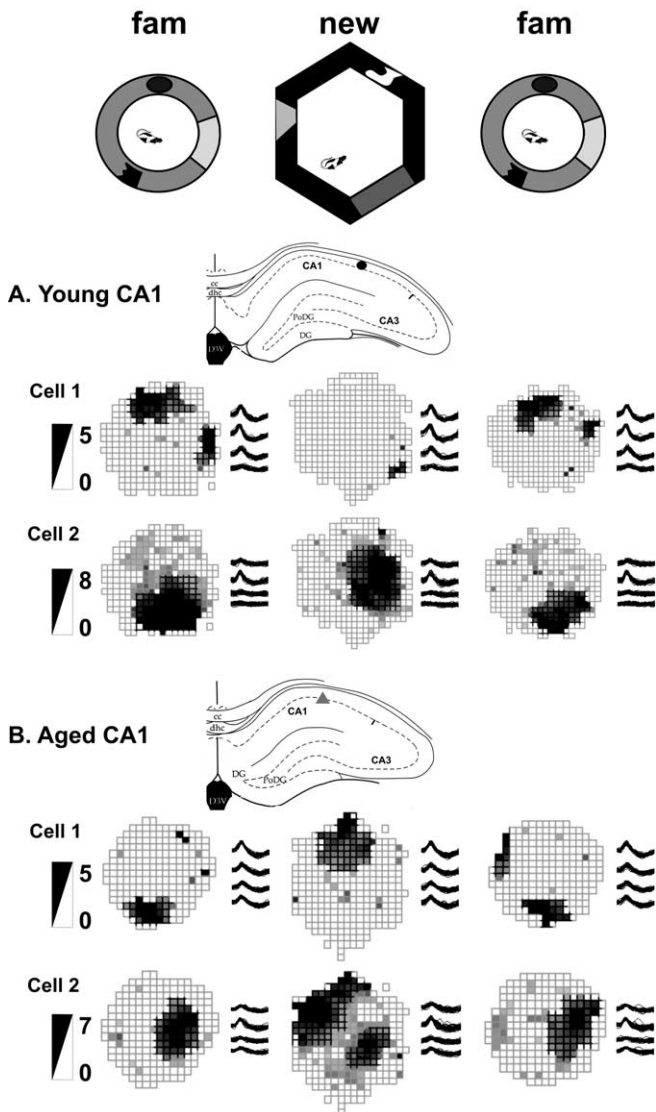 fam new fam
A. Young CA1
CA1
cc
dhc
PoDG
CA3
D3V
DG
Cell 1
5
0
Cell 2
8
0
B. Aged CA1
CA1
cc
dhc
CA3
DG
PoDG
D3V
Cell 1
5
0
Cell 2
7
0